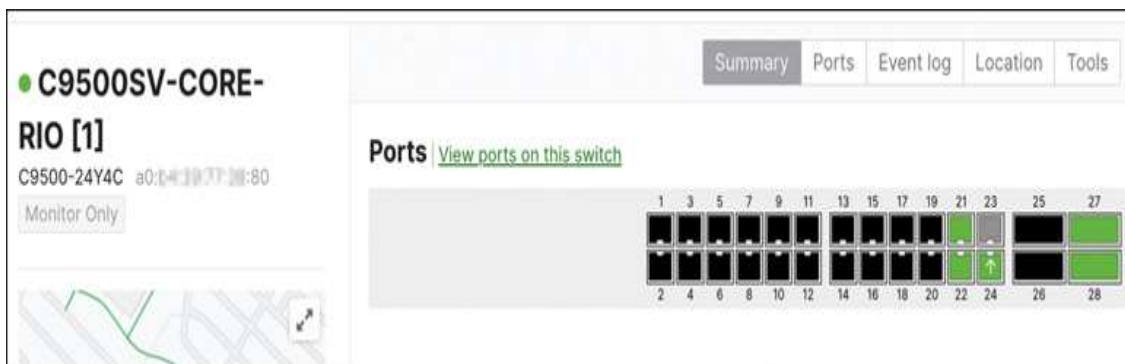 Summary Ports Event log Location Tools
C9500SV-CORE-
RIO [1]
C9500-24Y4C a0: :80
Monitor Only
Ports View ports on this switch
1 3 5 7 9 11 13 15 17 19 21 23 25 27
2 4 6 8 10 12 14 16 18 20 22 24 26 28